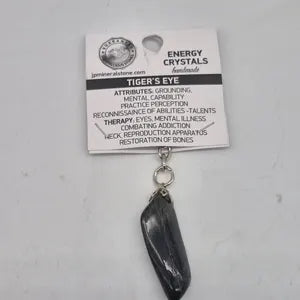 ENERGY
CRYSTALS
handmade
jpmineralstone.com
TIGER'S EYE
ATTRIBUTES: GROUNDING,
MENTAL CAPABILITY
PRACTICE PERCEPTION
RECONNISSAINCE OF ABILITIES -TALENTS
THERAPY: EYES, MENTAL ILLNESS
COMBATING ADDICTION
NECK, REPRODUCTION APPARATUS
RESTORATION OF BONES